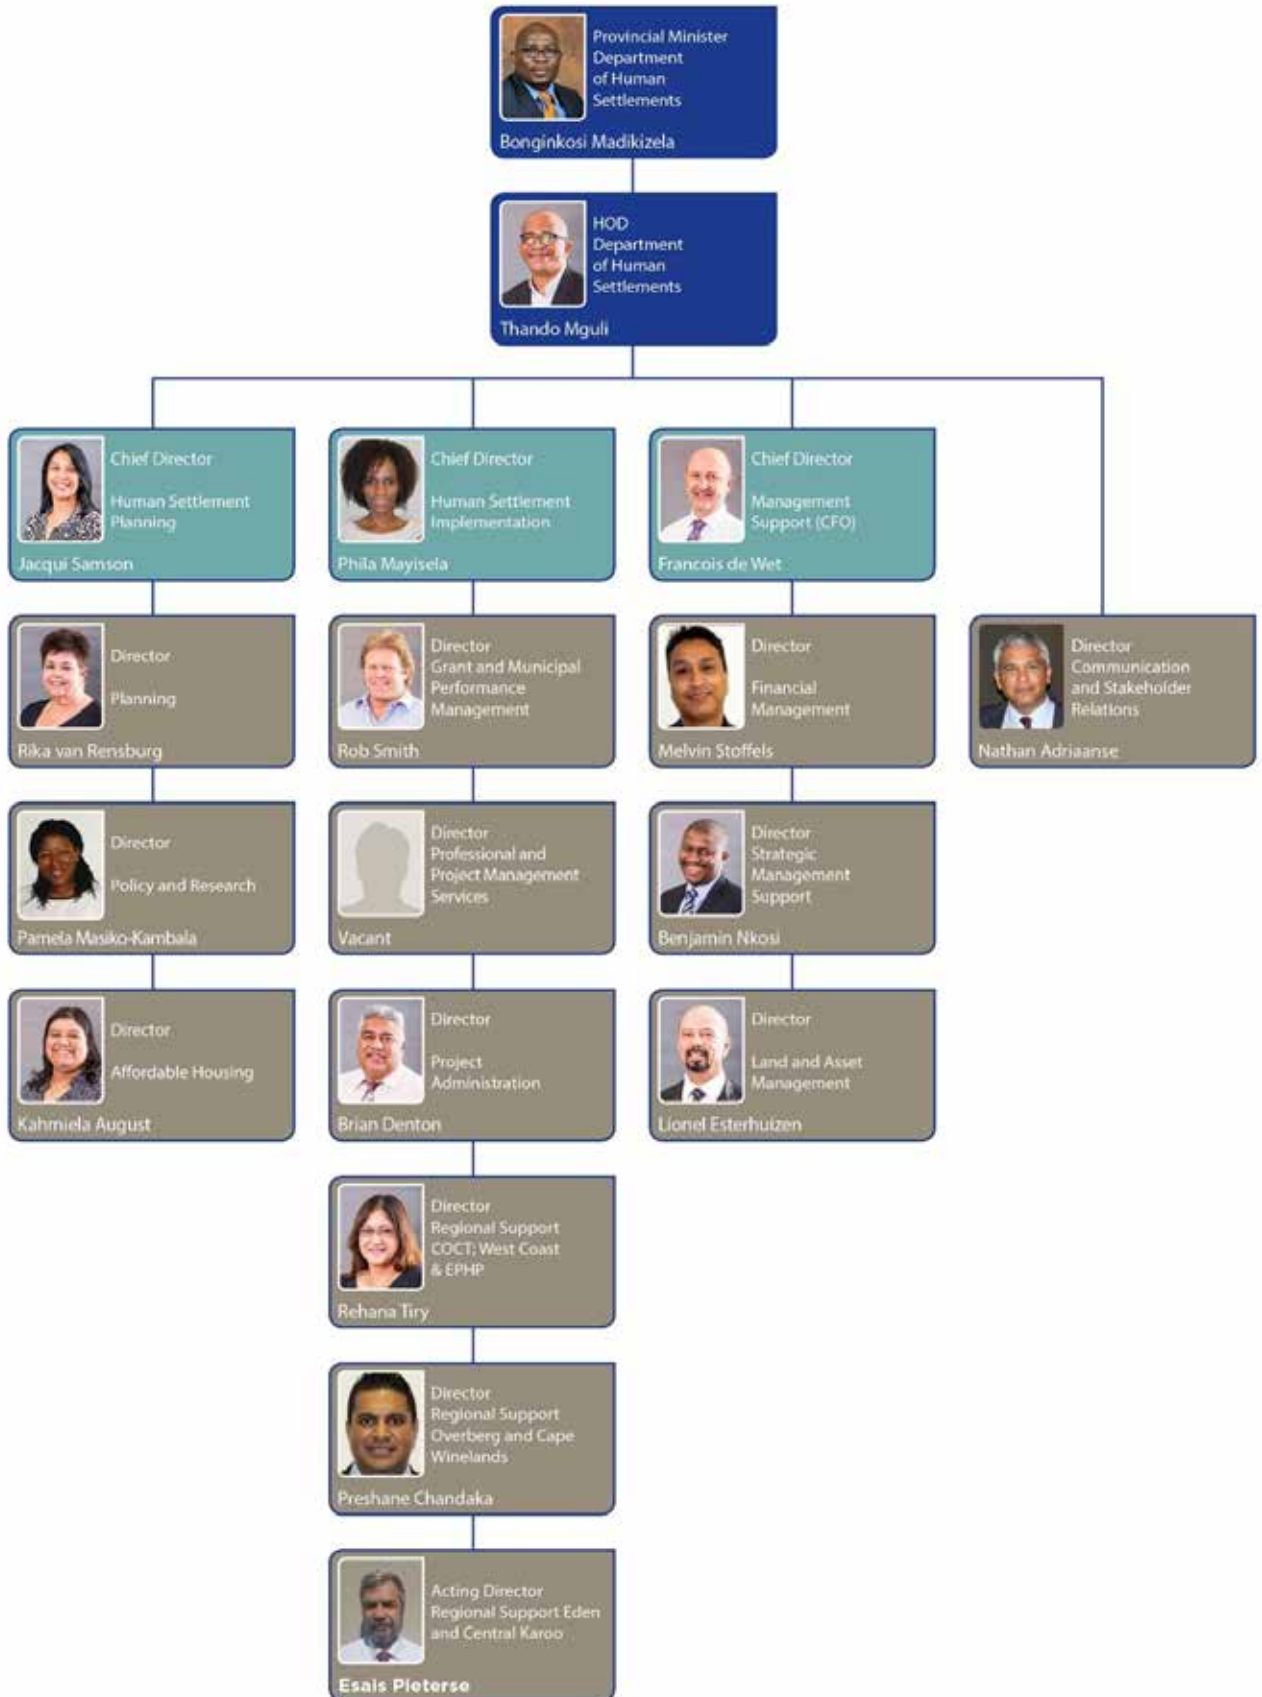 Provincial Minister
Department
of Human
Settlements
Bonginkosi Madikizela
HOD
Department
of Human
Settlements
Thando Mguli
Chief Director
Human Settlement
Planning
Jacqui Samson
Chief Director
Human Settlement
Implementation
Phila Mayisela
Chief Director
Management
Support (CFO)
Francois de Wet
Director
Planning
Rika van Rensburg
Director
Grant and Municipal
Performance
Management
Rob Smith
Director
Financial
Management
Melvin Stoffels
Director
Communication
and Stakeholder
Relations
Nathan Adriaanse
Director
Policy and Research
Pamela Masiko-Kambala
Director
Professional and
Project Management
Services
Vacant
Director
Strategic
Management
Support
Benjamin Nkosi
Director
Affordable Housing
Kahmiela August
Director
Project
Administration
Brian Denton
Director
Land and Asset
Management
Lionel Esterhuizen
Director
Regional Support
COCT; West Coast
& EPHP
Rehana Tiry
Director
Regional Support
Overberg and Cape
Winelands
Preshane Chandaka
Acting Director
Regional Support Eden
and Central Karoo
Esais Pieterse